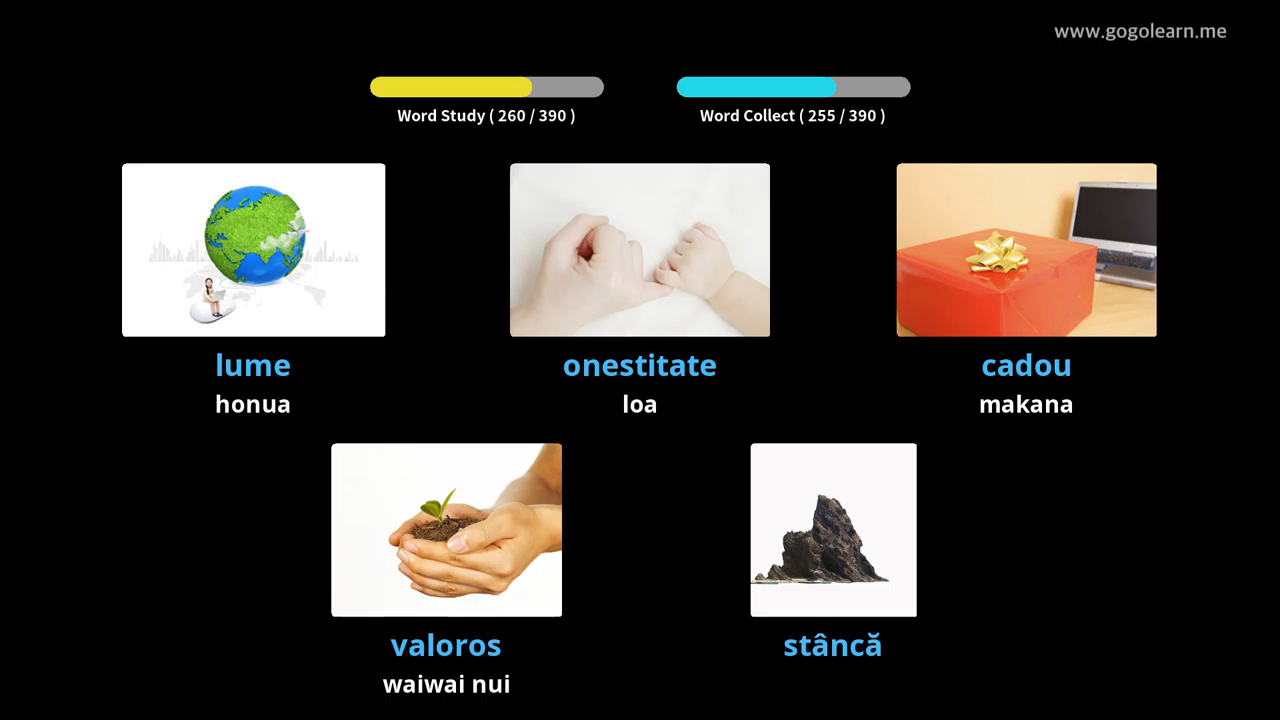 www.gogolearn.me
Word Study ( 260 / 390 )
Word Collect ( 255 / 390 )
lume
honua
onestitate
loa
cadou
makana
valoros
waiwai nui
stâncă